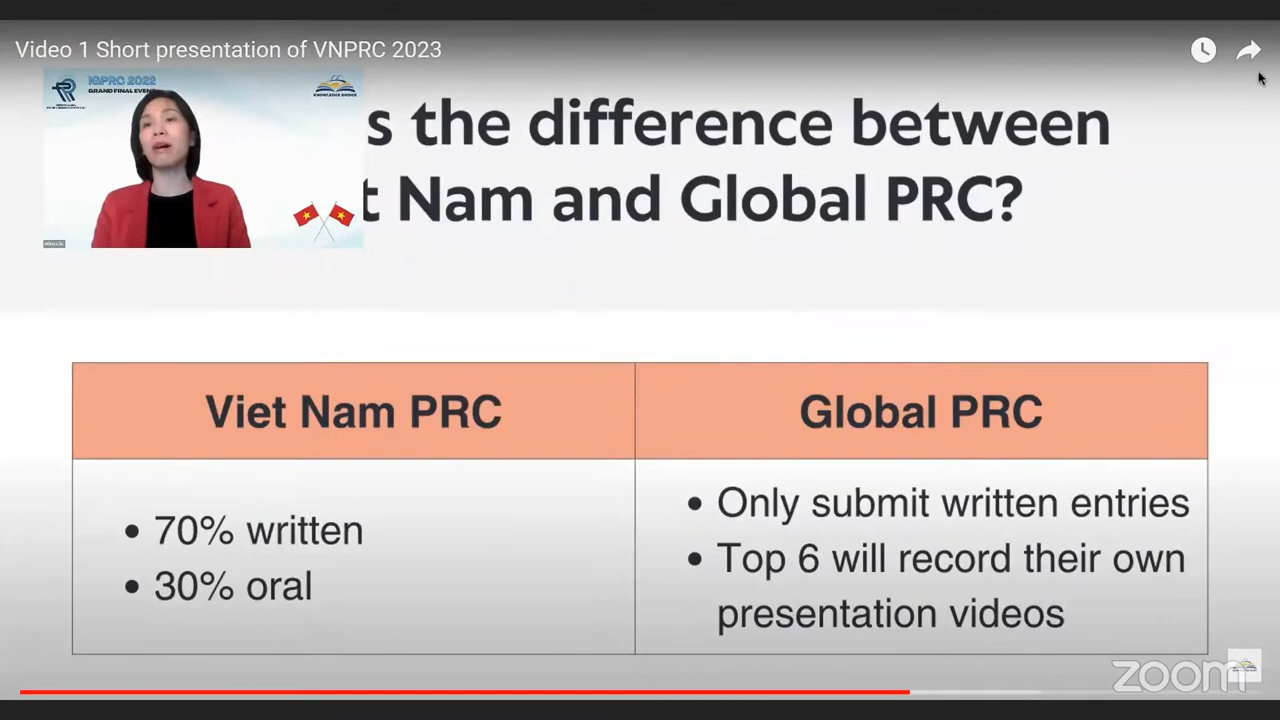 Video 1 Short presentation of VNPRC 2023
IGPRC 2022
GRAND FINAL EVENT
KNOWLEDGE BRIDGE
s the difference between
t Nam and Global PRC?
Viet Nam PRC
Global PRC
• 70% written
• 30% oral
• Only submit written entries
• Top 6 will record their own
presentation videos
zoom